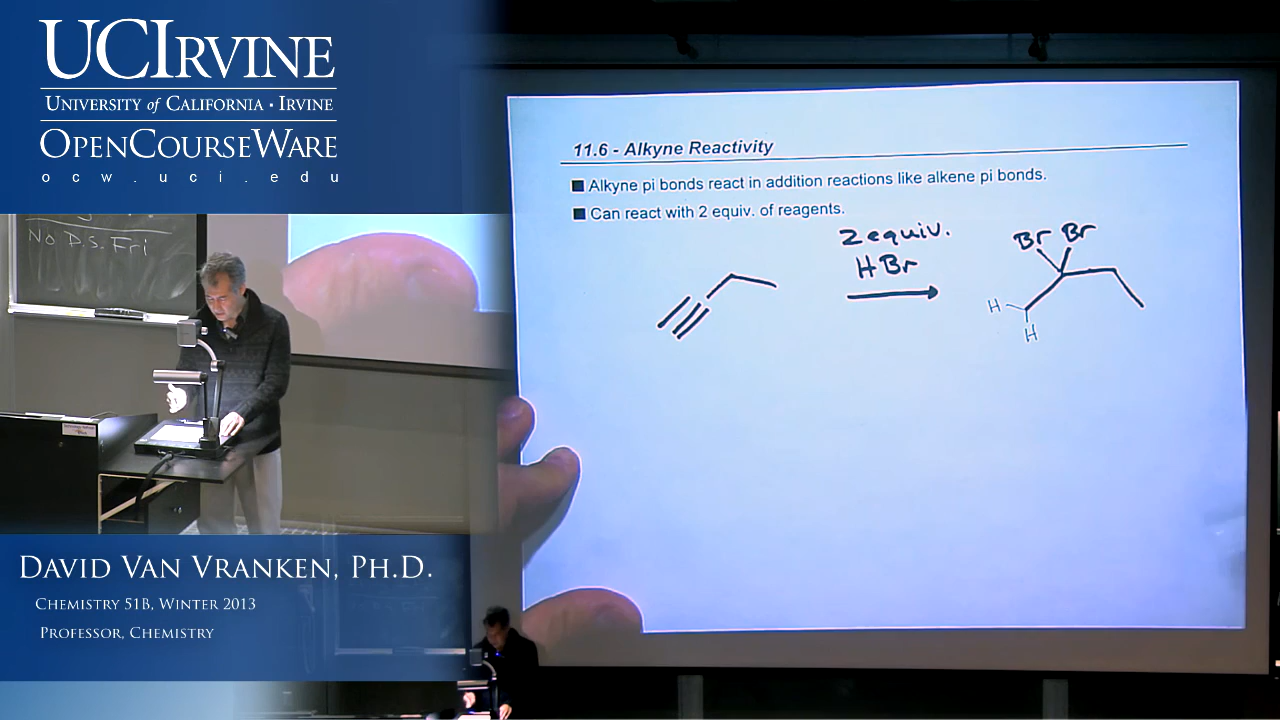 UCIRVINE
UNIVERSITY of CALIFORNIA • IRVINE
OPENCOURSEWARE
ocw.uci.edu
No D.S. Fri
DAVID VAN VRANKEN, PH.D.
CHEMISTRY 51B, WINTER 2013
PROFESSOR, CHEMISTRY
11.6 - Alkyne Reactivity
■ Alkyne pi bonds react in addition reactions like alkene pi bonds.
■ Can react with 2 equiv. of reagents.
2 equiv.
HBr
Br Br
H
H